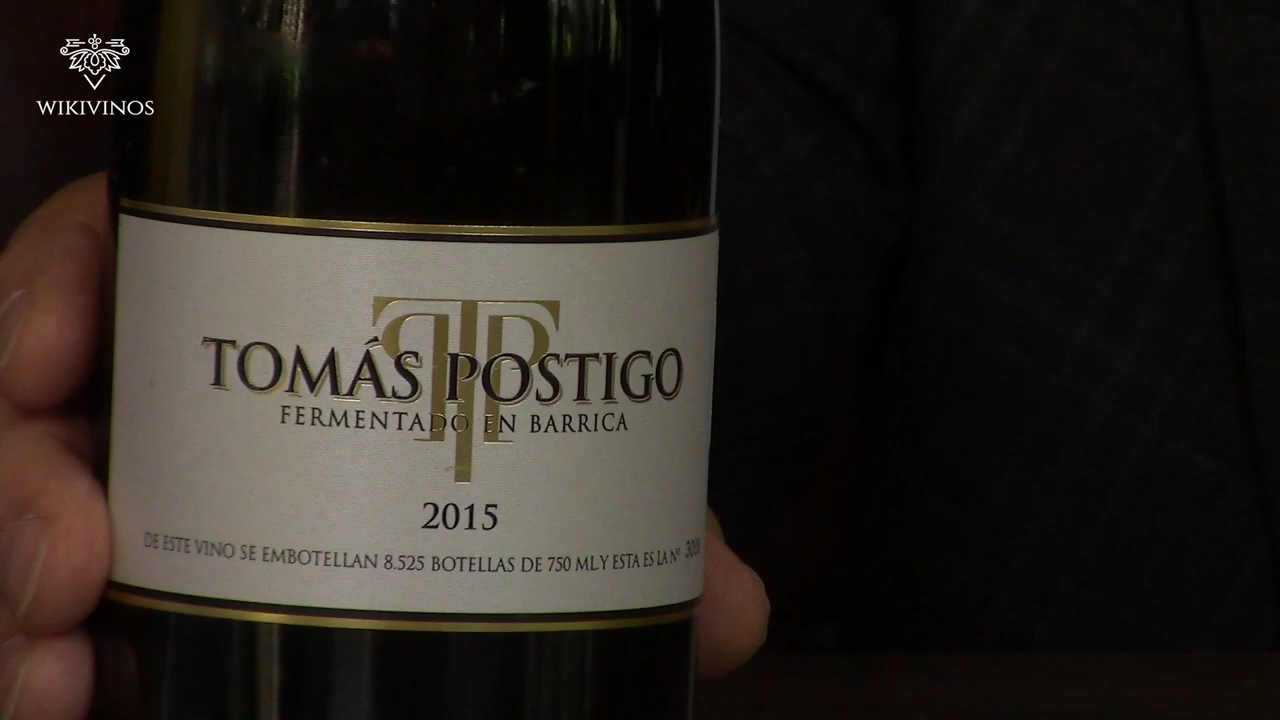 WIKIVINOS
TOMÁS POSTIGO
FERMENTADO EN BARRICA
2015
DE ESTE VINO SE EMBOTELLAN 8.525 BOTELLAS DE 750 ML.Y ESTA ES LA Nº